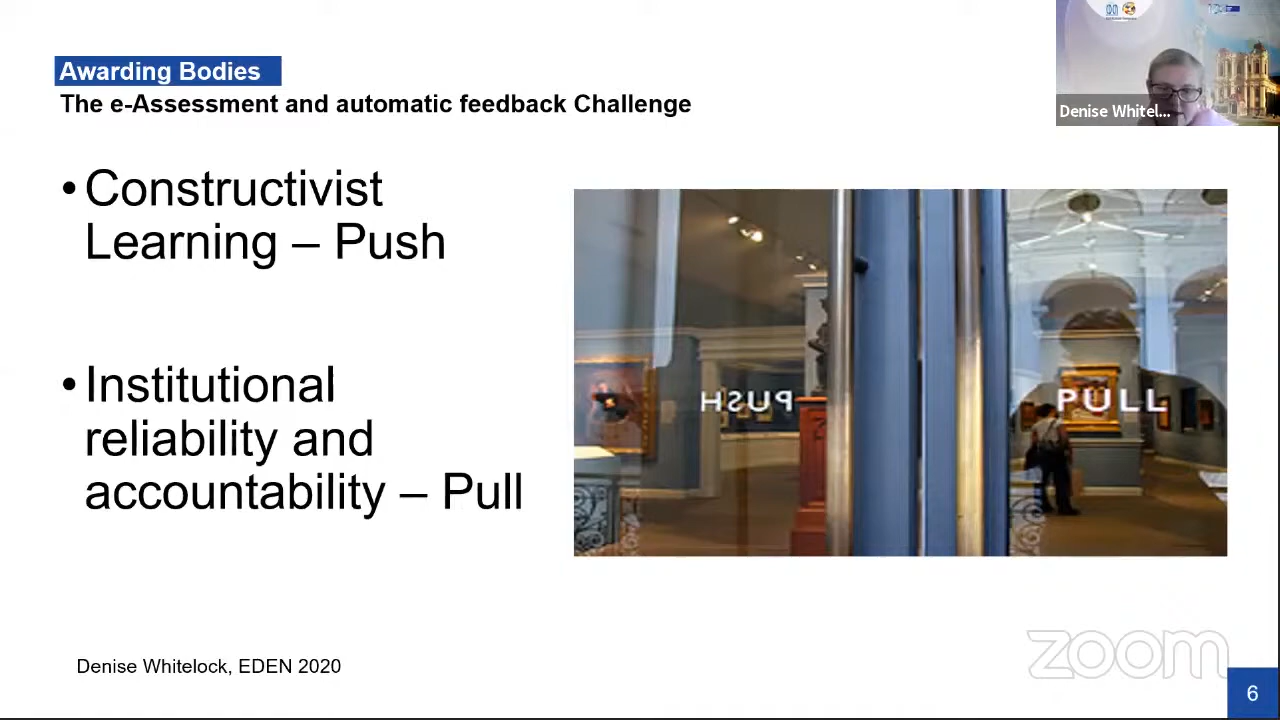 Awarding Bodies
The e-Assessment and automatic feedback Challenge
Denise Whitel...
•Constructivist
Learning – Push
•Institutional
reliability and
accountability – Pull
PUSH
PULL
Denise Whitelock, EDEN 2020
zoom
6